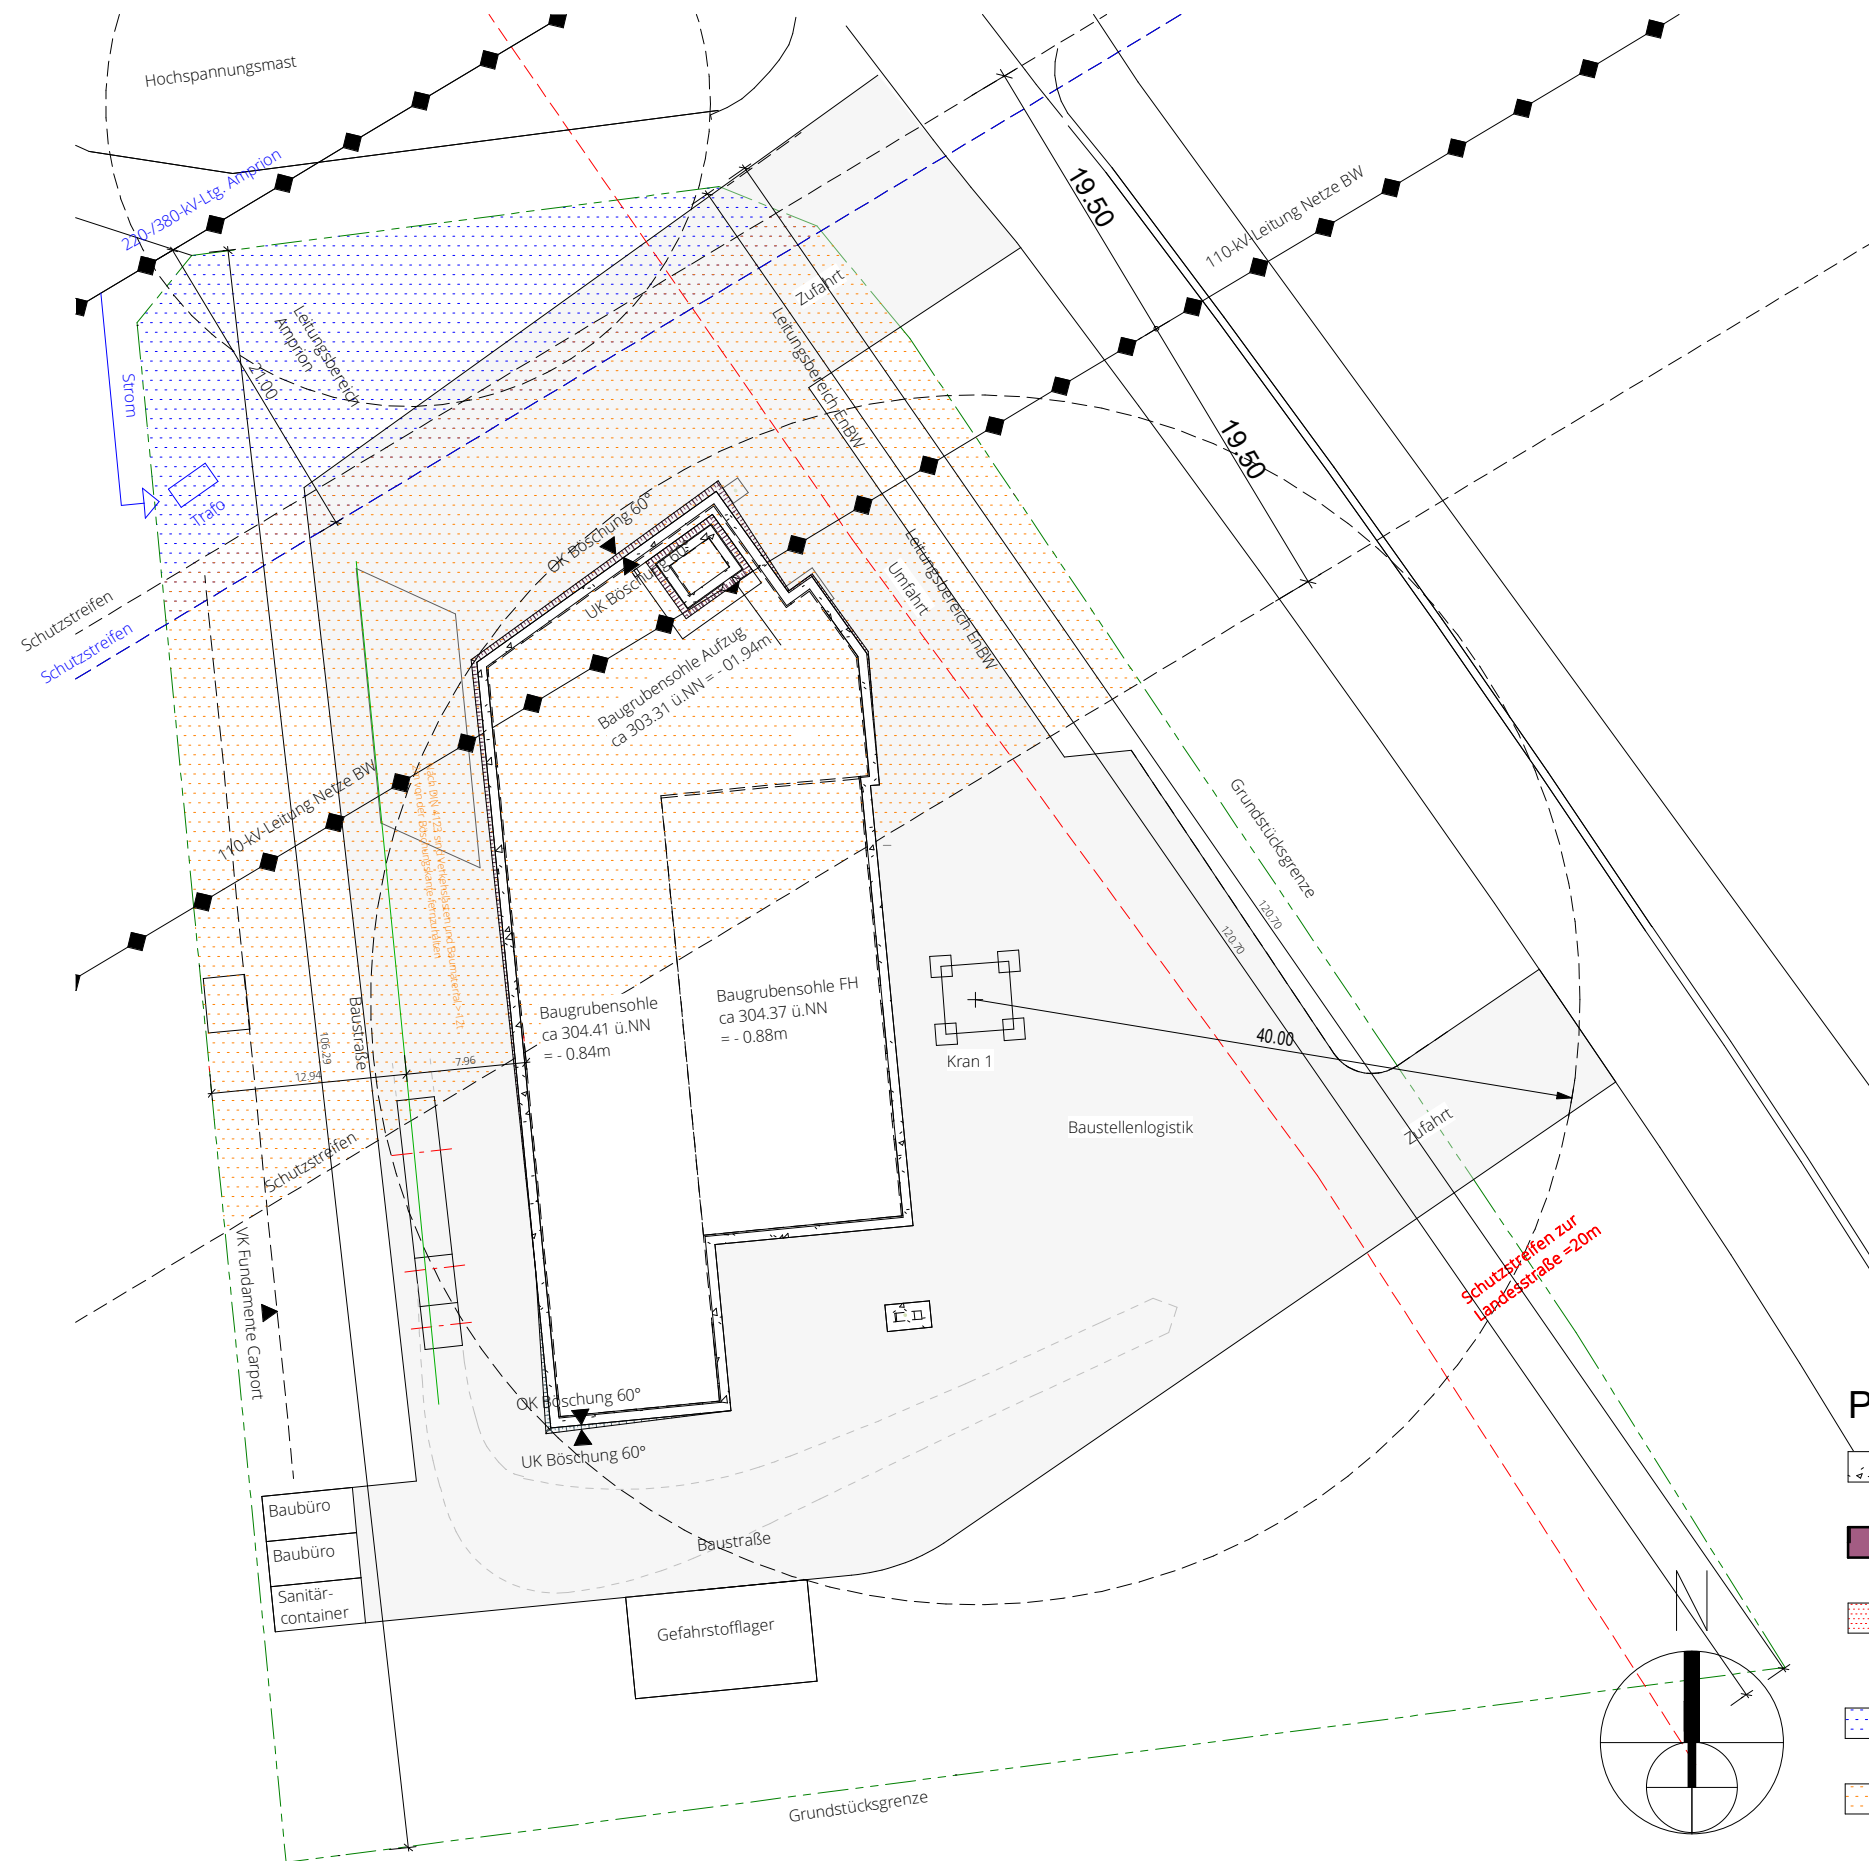 Hochspannungsmast
220-/380-kV-Ltg. Amprion
19.50
110-kV-Leitung Netze BW
Zufahrt
Leitungsbereich
Amprion
21.00
Strom
Trafo
Leitungsbereich EnBW
19.50
OK Böschung 60°
UK Böschung 60°
Leitungsbereich EnBW
Umfahrt
Schutzstreifen
Schutzstreifen
Baugrubensohle Aufzug
ca 303.31 ü.NN = - 01.94m
110-kV-Leitung Netze BW
Grundstücksgrenze
120.70
120.70
Baugrubensohle
ca 304.41 ü.NN
= - 0.84m
Baugrubensohle FH
ca 304.37 ü.NN
= - 0.88m
Baustraße
106.29
12.94
7.96
40.00
Kran 1
Baustellenlogistik
Zufahrt
Schutzstreifen
VK Fundamente Carport
Schutzstreifen zur
Landesstraße =20m
OK Böschung 60°
UK Böschung 60°
P
Baubüro
Baubüro
Sanitär-
container
Baustraße
Gefahrstofflager
N
Grundstücksgrenze